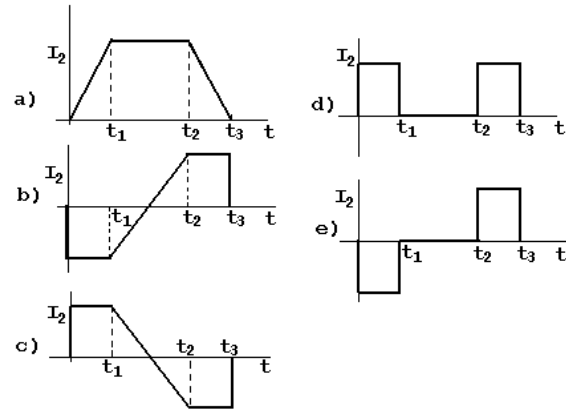 I₂
a)
t₁ t₂ t₃ t
I₂
b)
t₁ t₂ t₃ t
I₂
c)
t₁ t₂ t₃ t
I₂
d)
t₁ t₂ t₃ t
I₂
e)
t₁ t₂ t₃ t